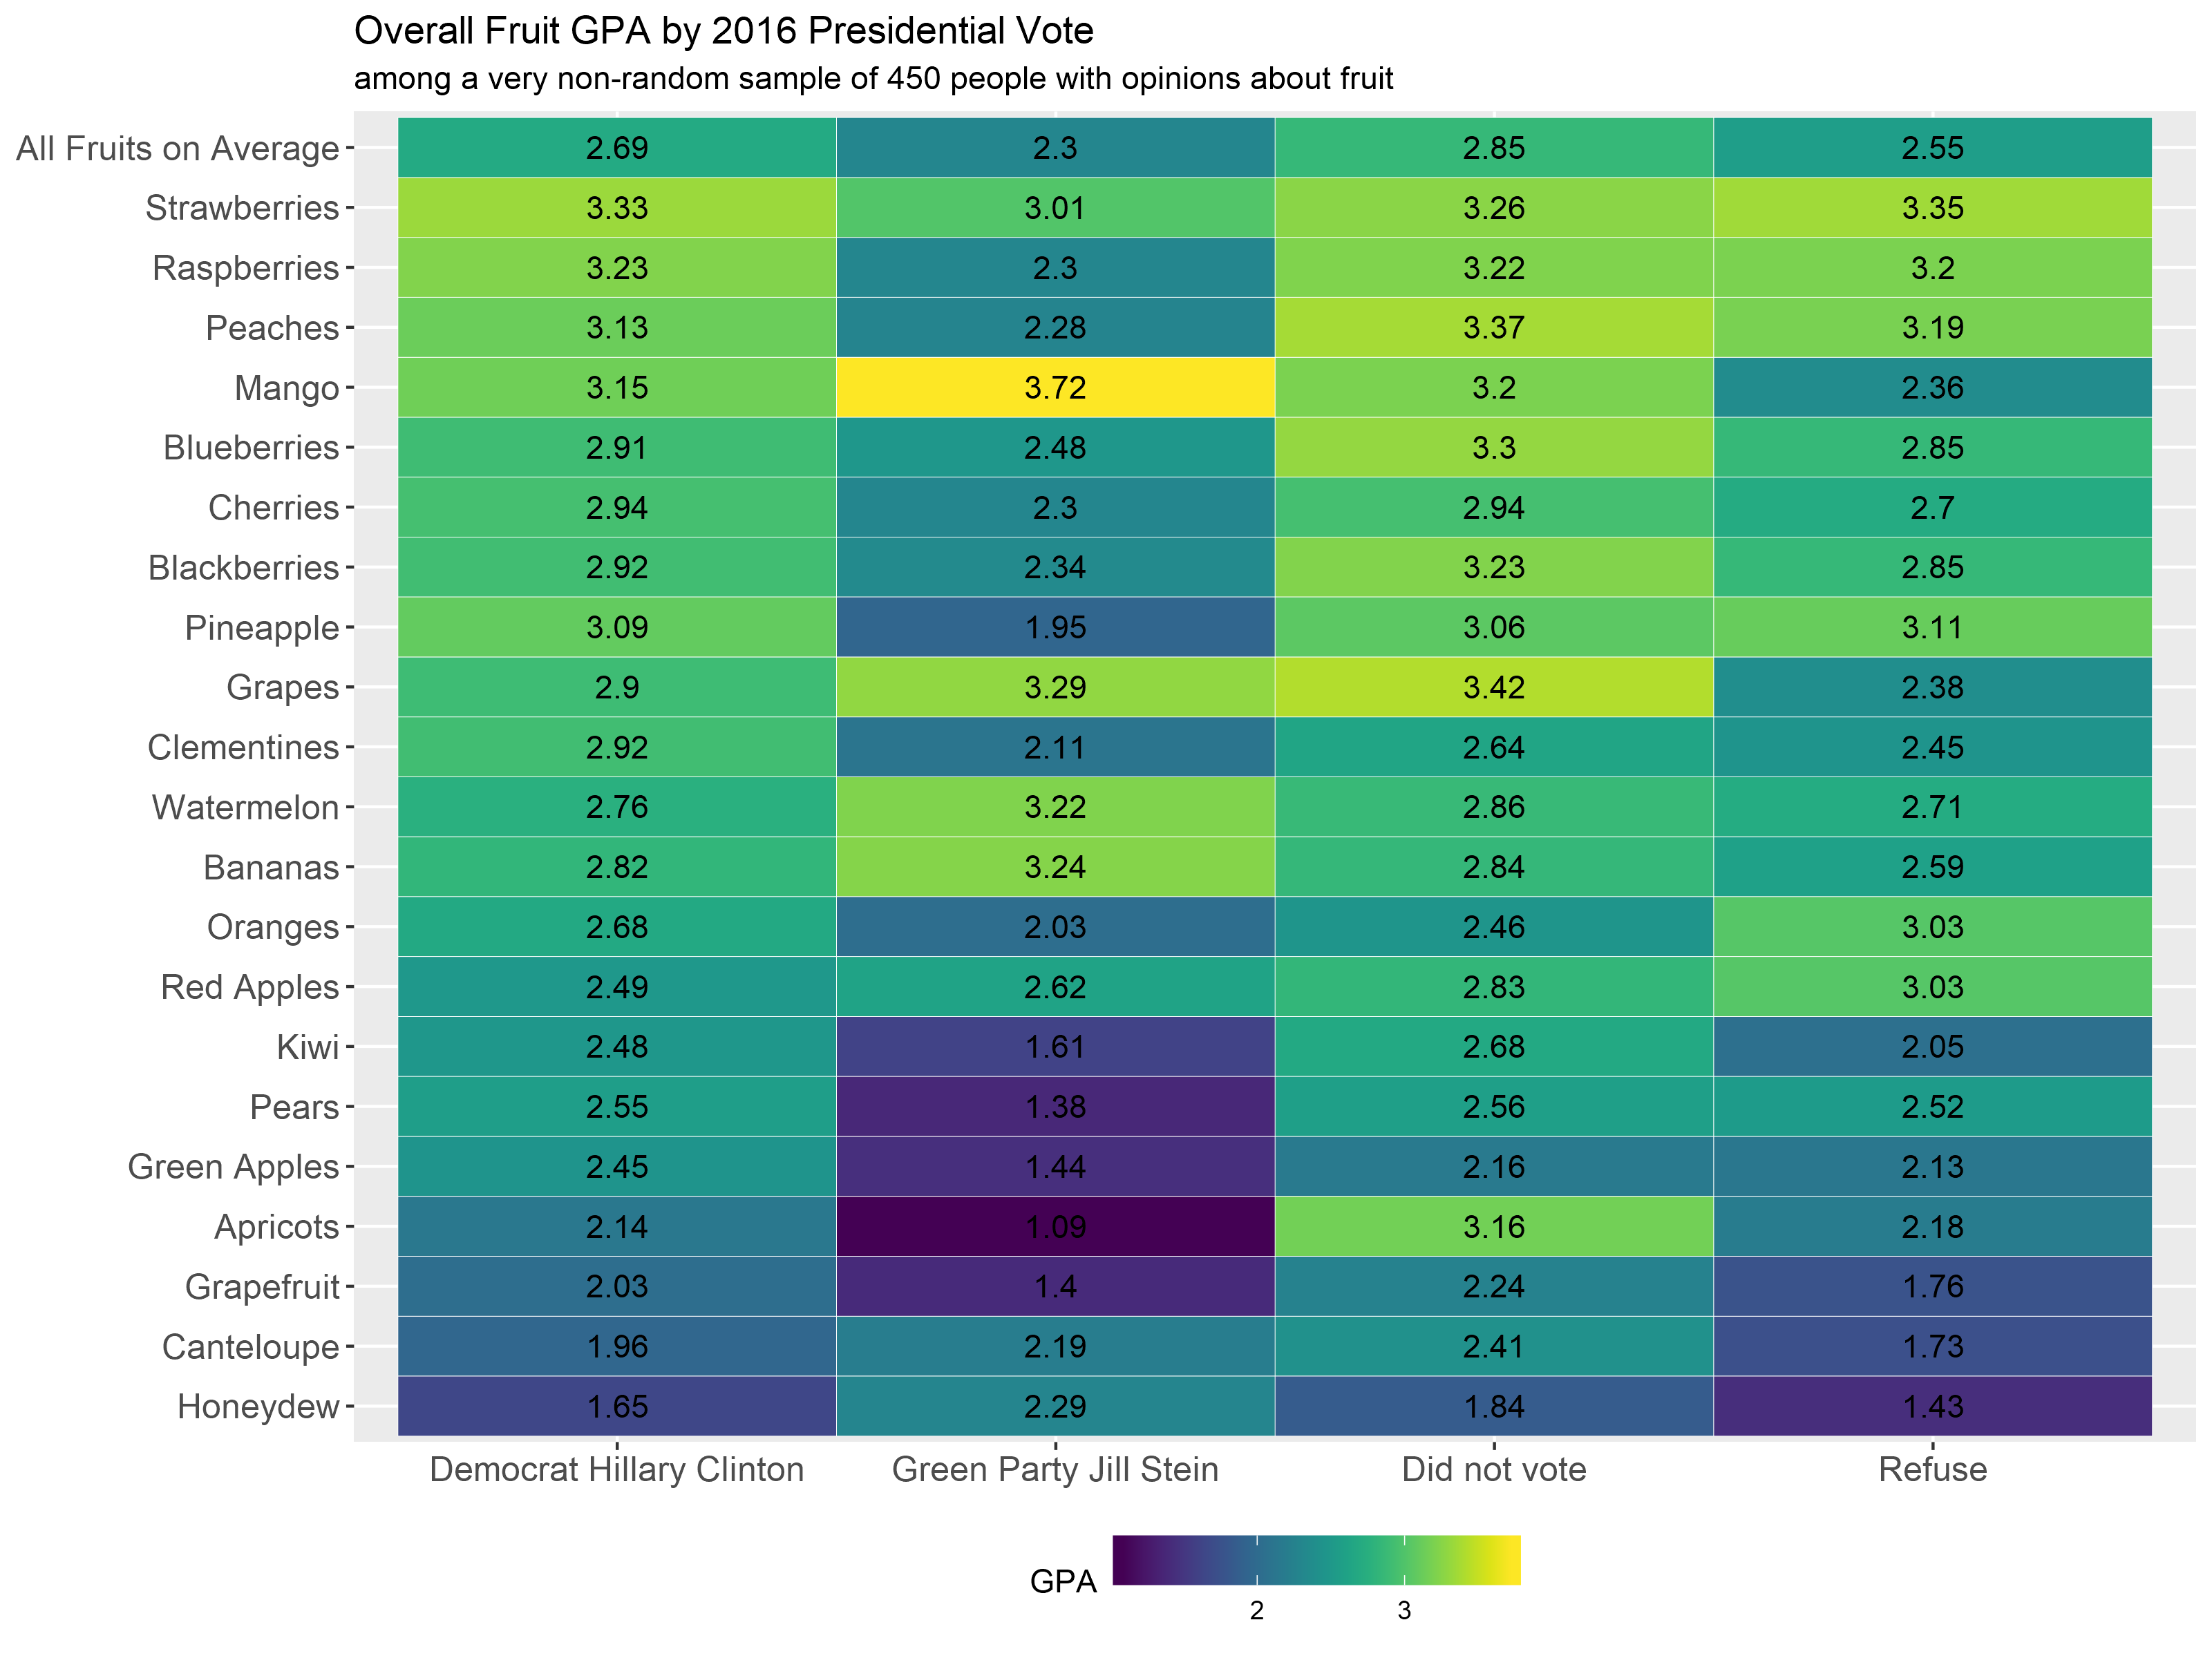 Overall Fruit GPA by 2016 Presidential Vote
among a very non-random sample of 450 people with opinions about fruit
All Fruits on Average 2.69 2.3 2.85 2.55
Strawberries 3.33 3.01 3.26 3.35
Raspberries 3.23 2.3 3.22 3.2
Peaches 3.13 2.28 3.37 3.19
Mango 3.15 3.72 3.2 2.36
Blueberries 2.91 2.48 3.3 2.85
Cherries 2.94 2.3 2.94 2.7
Blackberries 2.92 2.34 3.23 2.85
Pineapple 3.09 1.95 3.06 3.11
Grapes 2.9 3.29 3.42 2.38
Clementines 2.92 2.11 2.64 2.45
Watermelon 2.76 3.22 2.86 2.71
Bananas 2.82 3.24 2.84 2.59
Oranges 2.68 2.03 2.46 3.03
Red Apples 2.49 2.62 2.83 3.03
Kiwi 2.48 1.61 2.68 2.05
Pears 2.55 1.38 2.56 2.52
Green Apples 2.45 1.44 2.16 2.13
Apricots 2.14 1.09 3.16 2.18
Grapefruit 2.03 1.4 2.24 1.76
Canteloupe 1.96 2.19 2.41 1.73
Honeydew 1.65 2.29 1.84 1.43
Democrat Hillary Clinton Green Party Jill Stein Did not vote Refuse
GPA
2 3